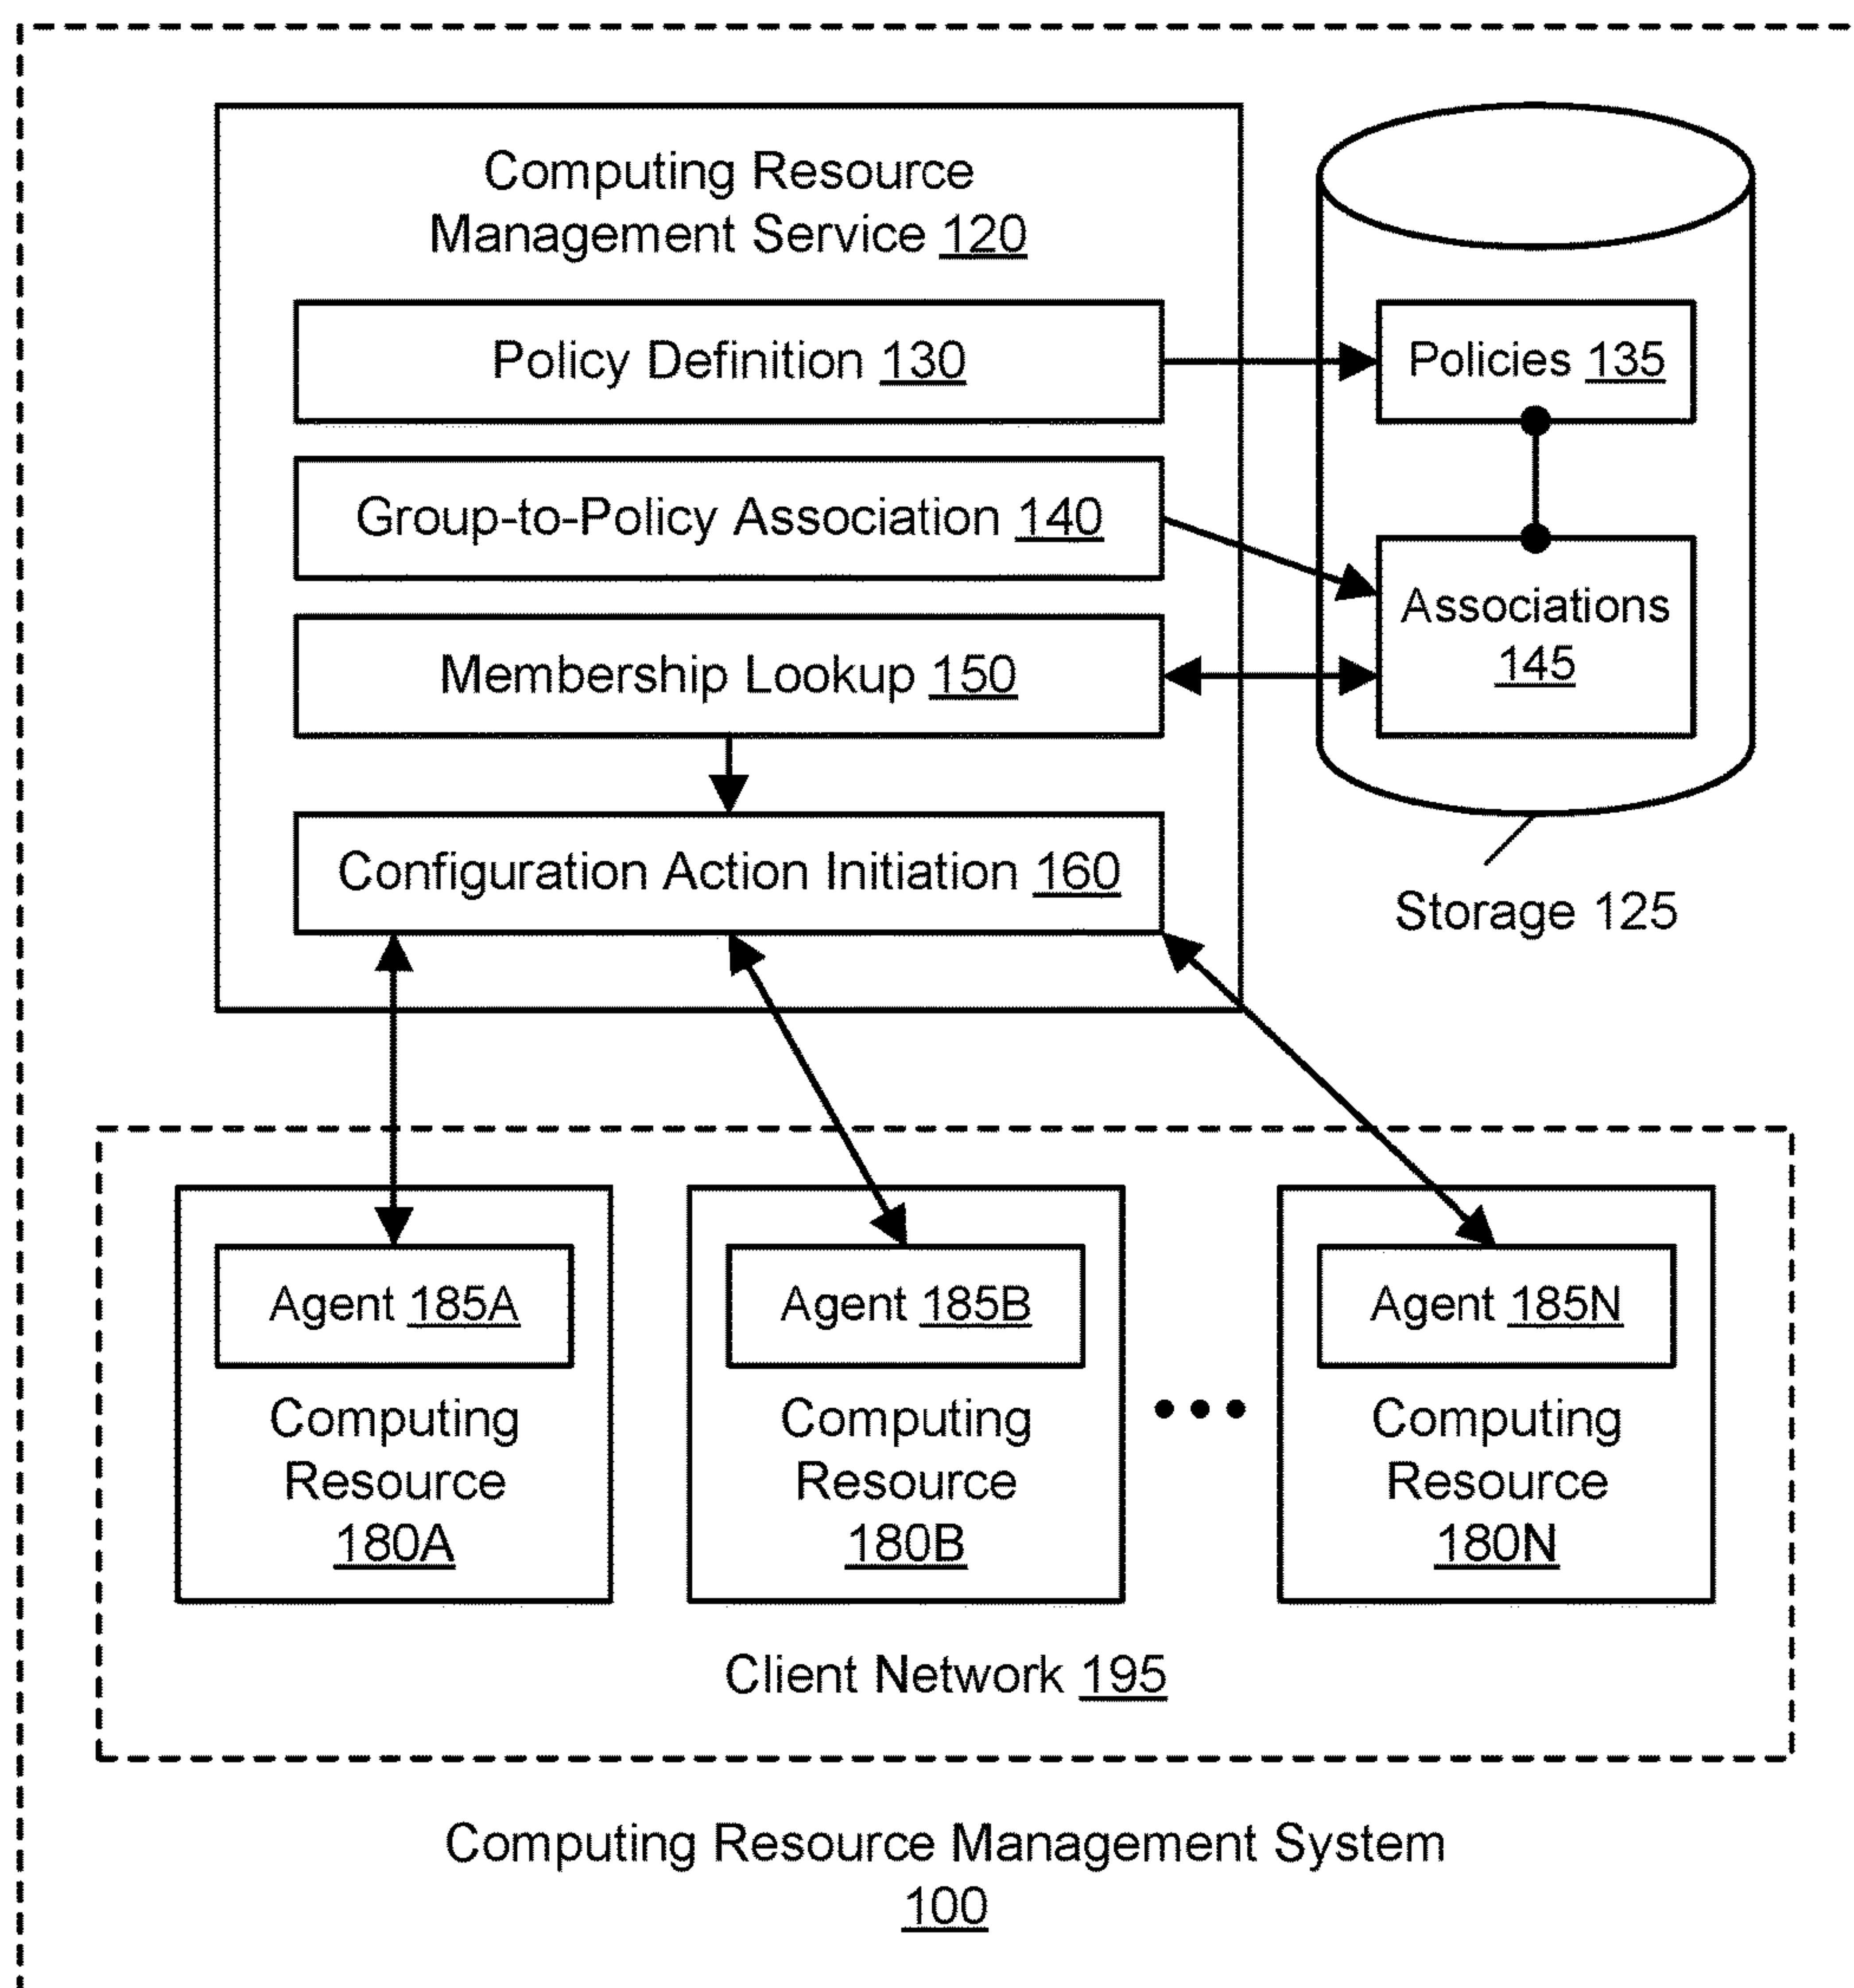 Computing Resource
Management Service 120
Policy Definition 130
Group-to-Policy Association 140
Membership Lookup 150
Configuration Action Initiation 160
Policies 135
Associations
145
Storage 125
Agent 185A
Computing
Resource
180A
Agent 185B
Computing
Resource
180B
Agent 185N
Computing
Resource
180N
Client Network 195
Computing Resource Management System
100